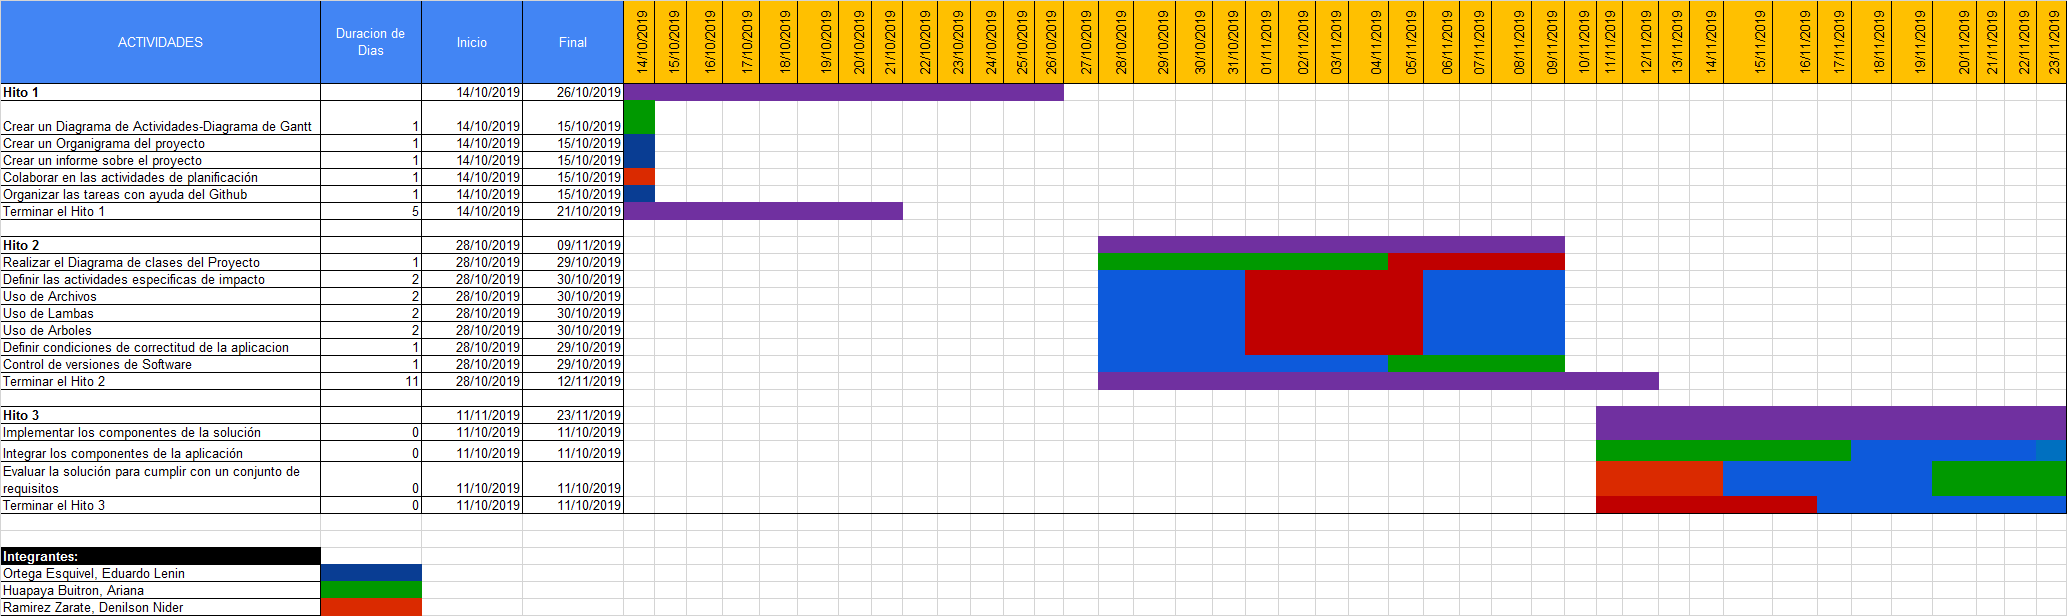 ACTIVIDADES Duracion de Dias Inicio Final 14/10/2019 15/10/2019 16/10/2019 17/10/2019 18/10/2019 19/10/2019 20/10/2019 21/10/2019 22/10/2019 23/10/2019 24/10/2019 25/10/2019 26/10/2019 27/10/2019 28/10/2019 29/10/2019 30/10/2019 31/10/2019 01/11/2019 02/11/2019 03/11/2019 04/11/2019 05/11/2019 06/11/2019 07/11/2019 08/11/2019 09/11/2019 10/11/2019 11/11/2019 12/11/2019 13/11/2019 14/11/2019 15/11/2019 16/11/2019 17/11/2019 18/11/2019 19/11/2019 20/11/2019 21/11/2019 22/11/2019 23/11/2019
Hito 1 14/10/2019 26/10/2019
Crear un Diagrama de Actividades-Diagrama de Gantt 1 14/10/2019 15/10/2019
Crear un Organigrama del proyecto 1 14/10/2019 15/10/2019
Crear un informe sobre el proyecto 1 14/10/2019 15/10/2019
Colaborar en las actividades de planificación 1 14/10/2019 15/10/2019
Organizar las tareas con ayuda del Github 1 14/10/2019 15/10/2019
Terminar el Hito 1 5 14/10/2019 21/10/2019
Hito 2 28/10/2019 09/11/2019
Realizar el Diagrama de clases del Proyecto 1 28/10/2019 29/10/2019
Definir las actividades especificas de impacto 2 28/10/2019 30/10/2019
Uso de Archivos 2 28/10/2019 30/10/2019
Uso de Lambas 2 28/10/2019 30/10/2019
Uso de Arboles 2 28/10/2019 30/10/2019
Definir condiciones de correctitud de la aplicacion 1 28/10/2019 29/10/2019
Control de versiones de Software 1 28/10/2019 29/10/2019
Terminar el Hito 2 11 28/10/2019 12/11/2019
Hito 3 11/11/2019 23/11/2019
Implementar los componentes de la solución 0 11/10/2019 11/10/2019
Integrar los componentes de la aplicación 0 11/10/2019 11/10/2019
Evaluar la solución para cumplir con un conjunto de
requisitos 0 11/10/2019 11/10/2019
Terminar el Hito 3 0 11/10/2019 11/10/2019
Integrantes:
Ortega Esquivel, Eduardo Lenin
Huapaya Buitron, Ariana
Ramirez Zarate, Denilson Nider